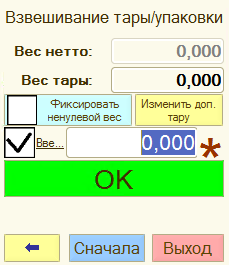 Взвешивание тары/упаковки
Вес нетто: 0,000
Вес тары: 0,000
Фиксировать ненулевой вес
Изменить доп. тару
Вве... 0,000 *
OK
Сначала
Выход